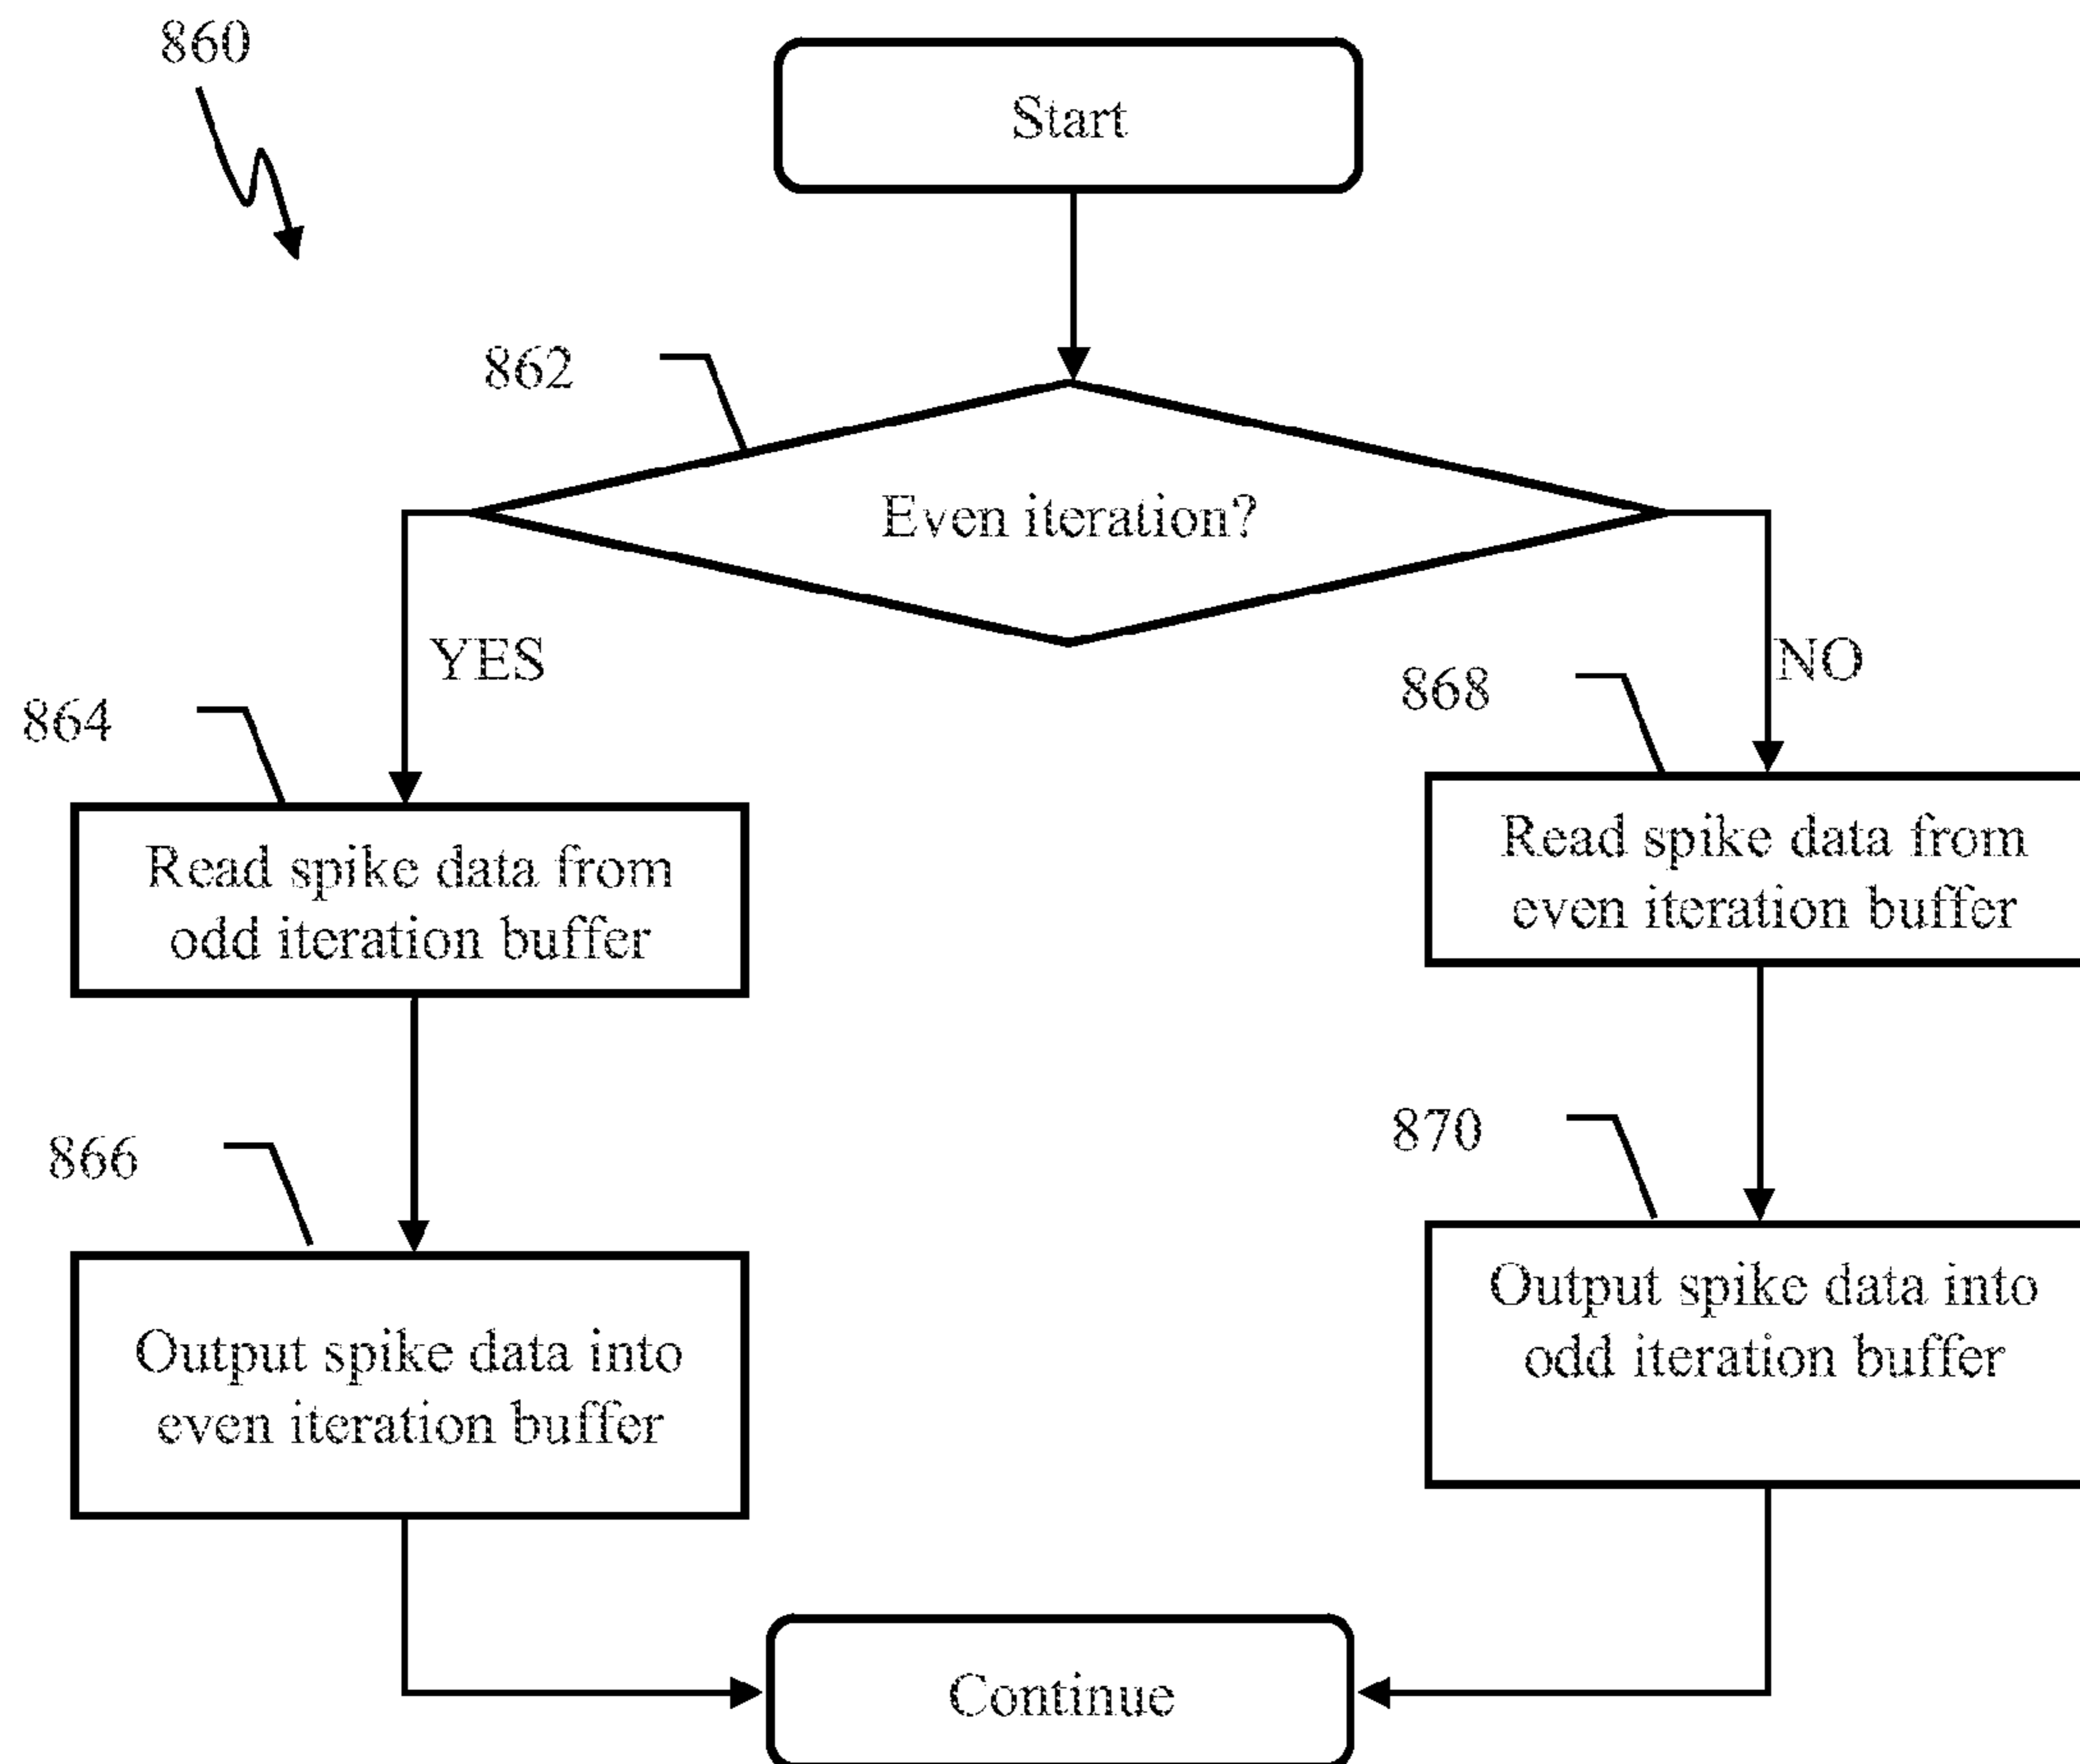 860
Start
862
Even iteration?
YES
NO
864
868
Read spike data from
odd iteration buffer
Read spike data from
even iteration buffer
866
870
Output spike data into
even iteration buffer
Output spike data into
odd iteration buffer
Continue